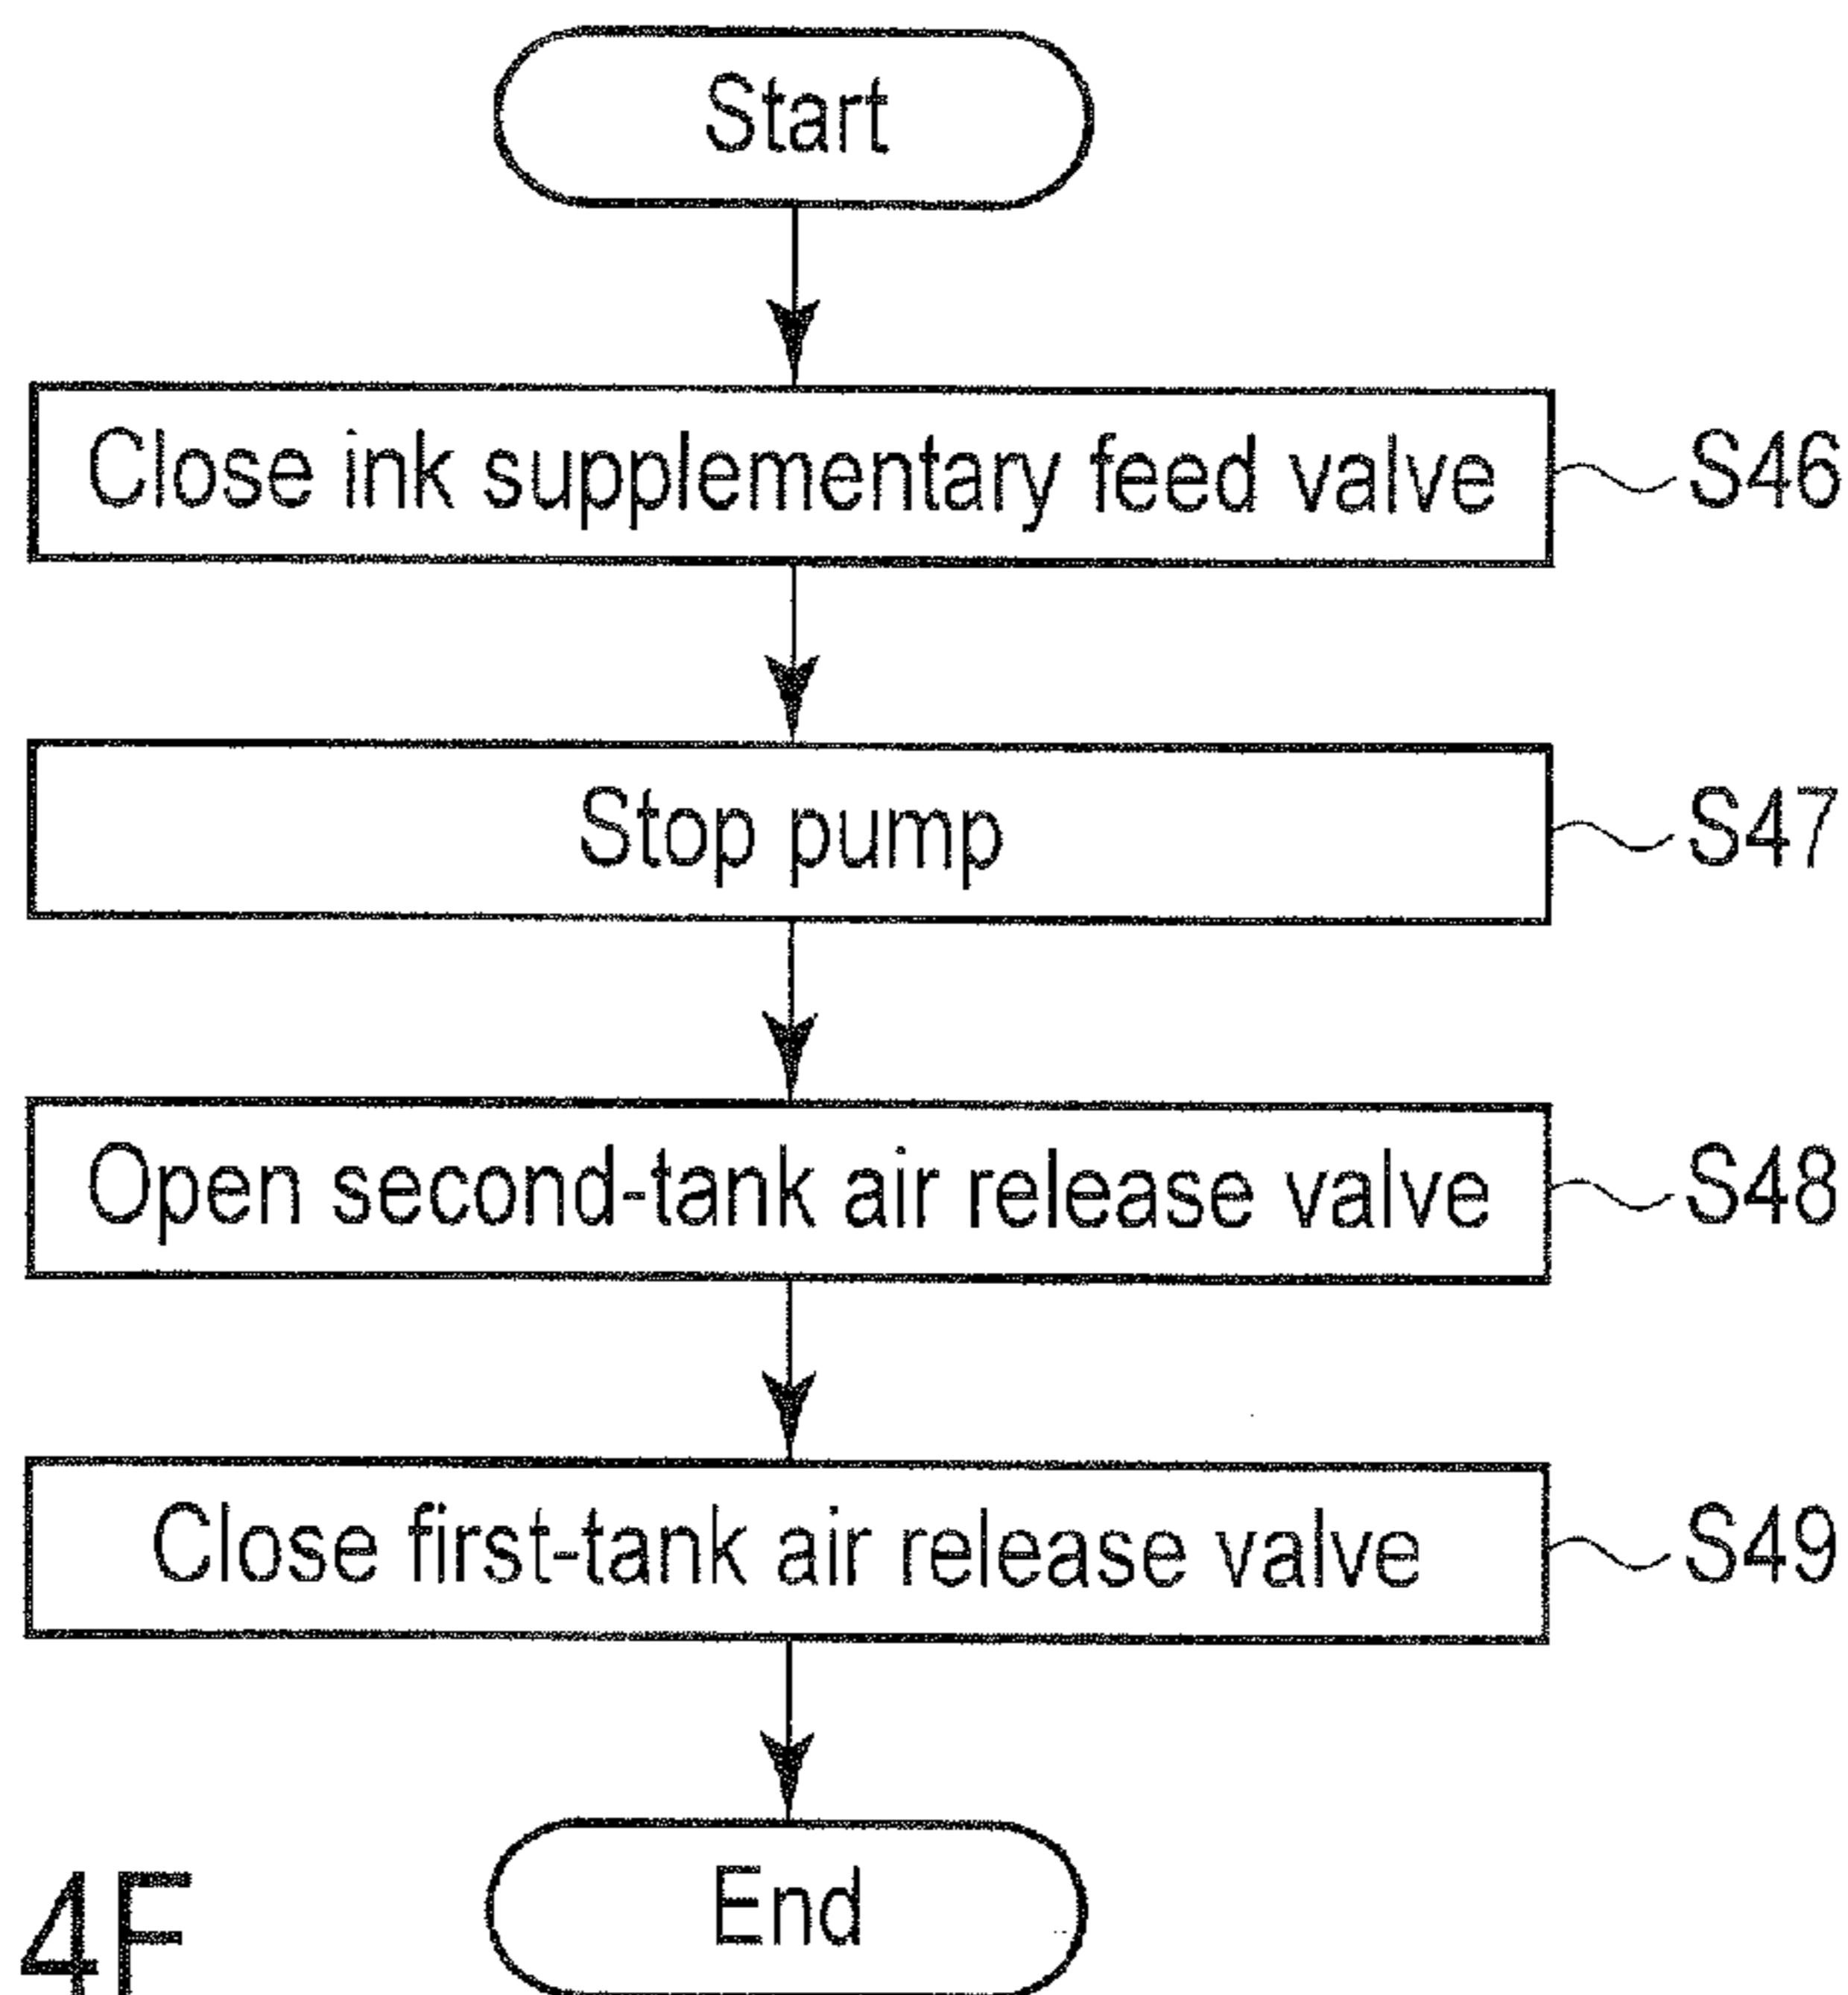 Start
Close ink supplementary feed valve S46
Stop pump S47
Open second-tank air release valve S48
Close first-tank air release valve S49
End
4F